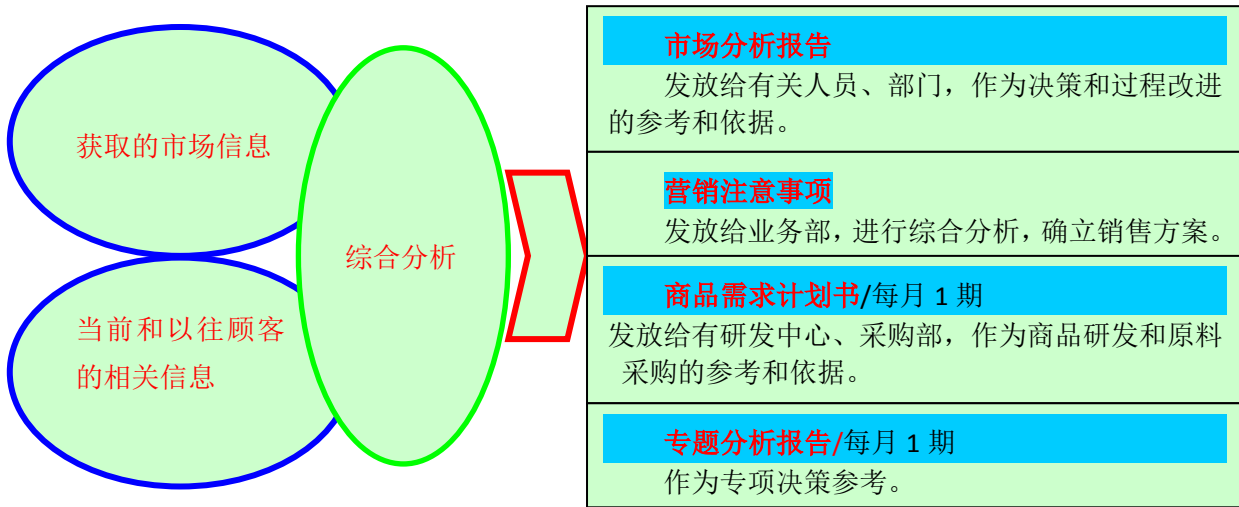 获取的市场信息
当前和以往顾客
的相关信息
综合分析
市场分析报告
发放给有关人员、部门，作为决策和过程改进
的参考和依据。
营销注意事项
发放给业务部，进行综合分析，确立销售方案。
商品需求计划书/每月 1 期
发放给有研发中心、采购部，作为商品研发和原料
采购的参考和依据。
专题分析报告/每月 1 期
作为专项决策参考。